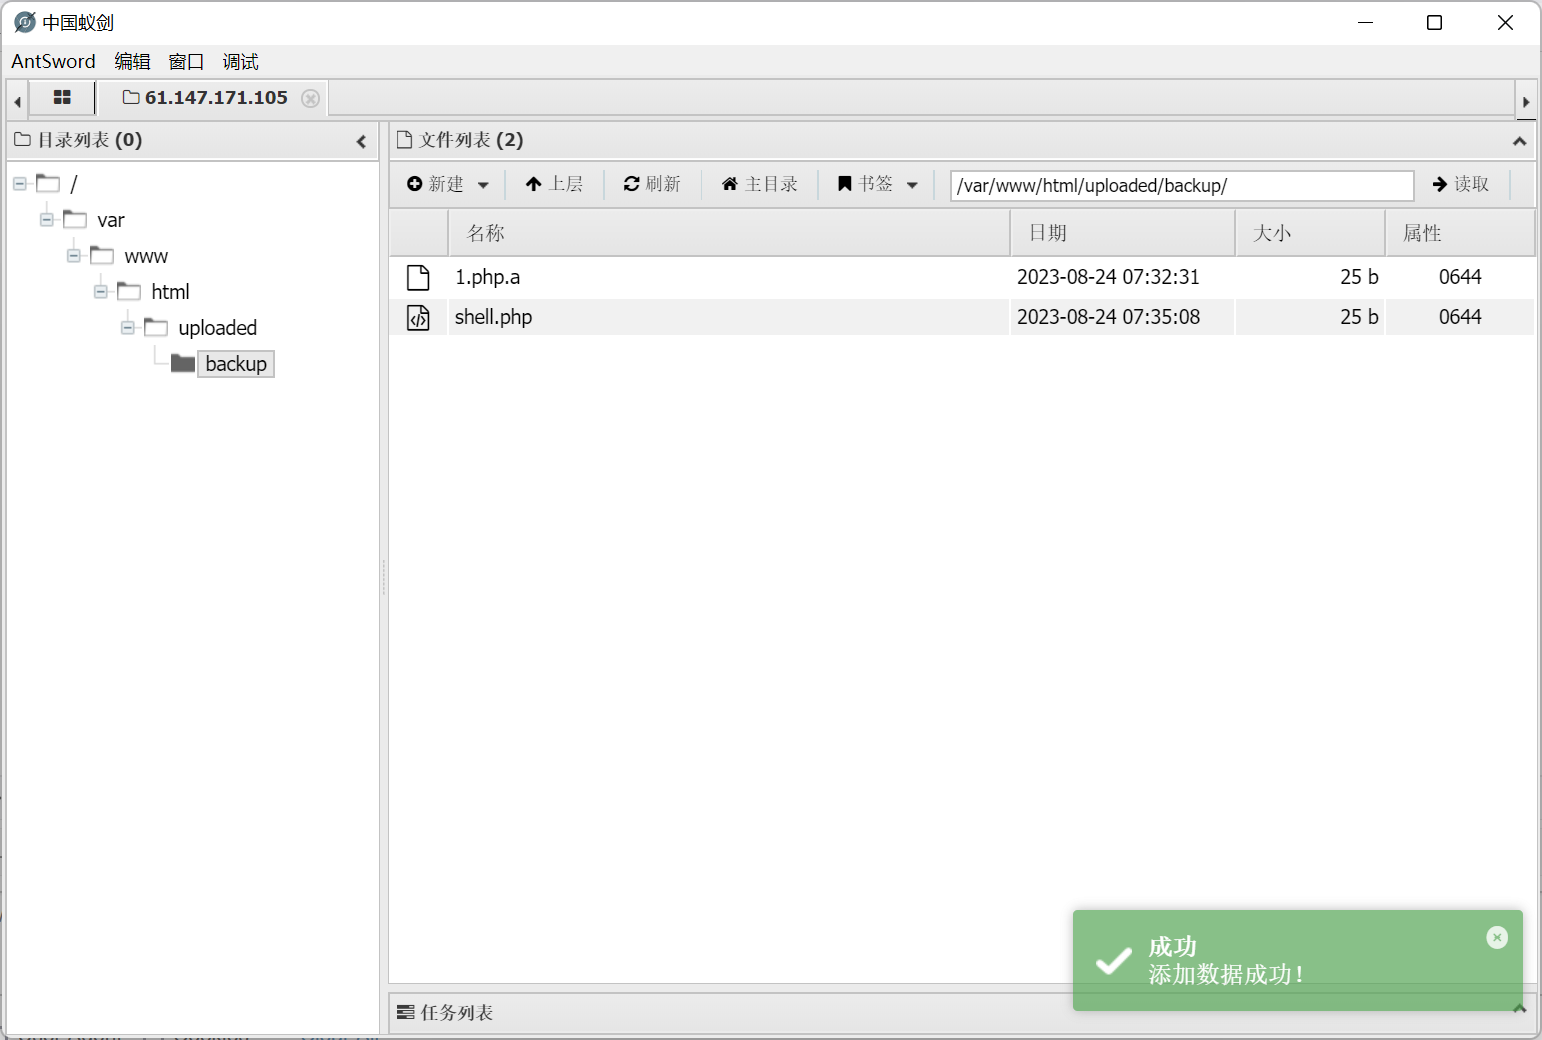 中国蚁剑
AntSword 编辑 窗口 调试
61.147.171.105
目录列表 (0)
文件列表 (2)
新建 上层 刷新 主目录 书签 /var/www/html/uploaded/backup/ 读取
/
var
www
html
uploaded
backup
名称 日期 大小 属性
1.php.a 2023-08-24 07:32:31 25 b 0644
shell.php 2023-08-24 07:35:08 25 b 0644
成功
添加数据成功！
任务列表